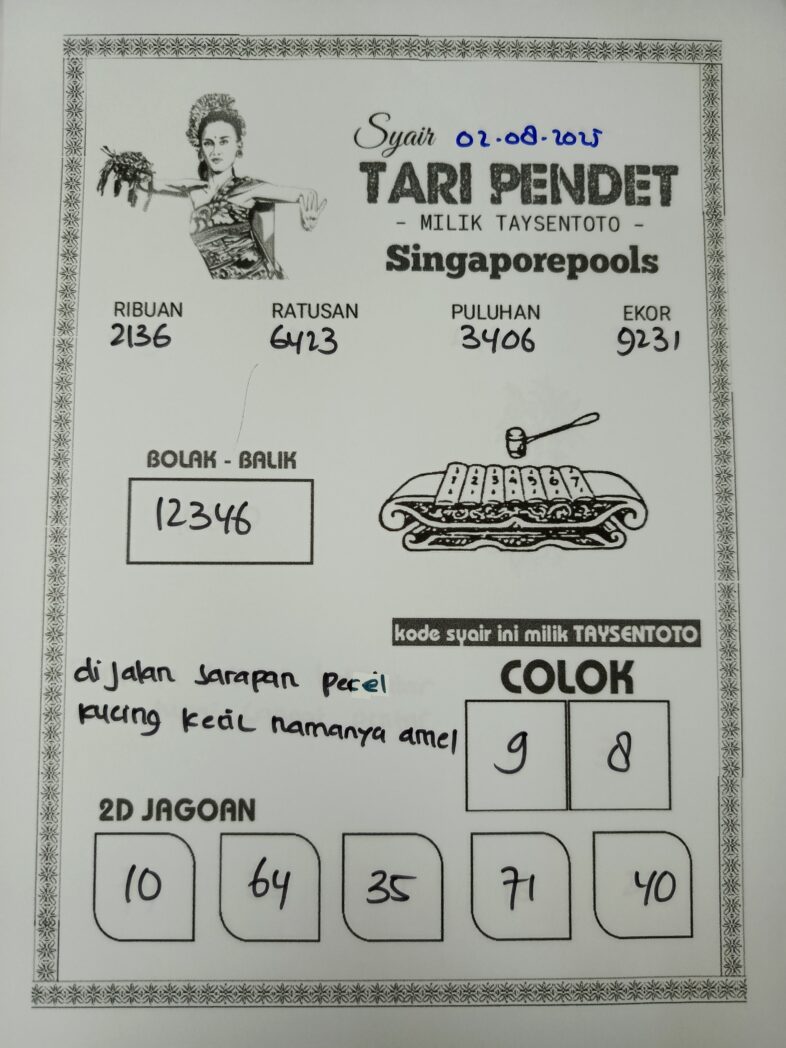 Syair 02.08.2025
TARI PENDET
- MILIK TAYSENTOTO -
Singaporepools
RIBUAN RATUSAN PULUHAN EKOR
2136 6423 3406 9231
BOLAK - BALIK
12346
1 2 3 4 5 6 7
kode syair ini milik TAYSENTOTO
di jalan sarapan pecel
kucing kecil namanya amel
COLOK
9 8
2D JAGOAN
10 64 35 71 40